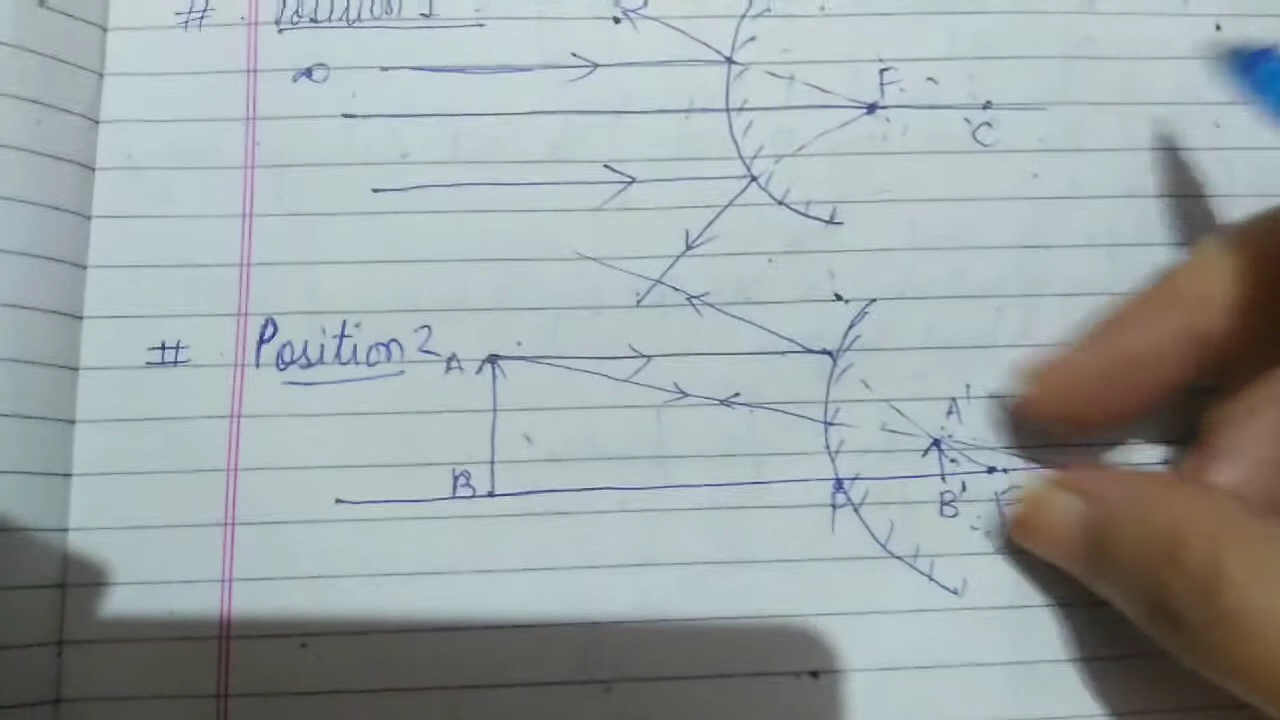 # Position 1
∞
F
C
# Position 2
A
A'
B
P
B'
F